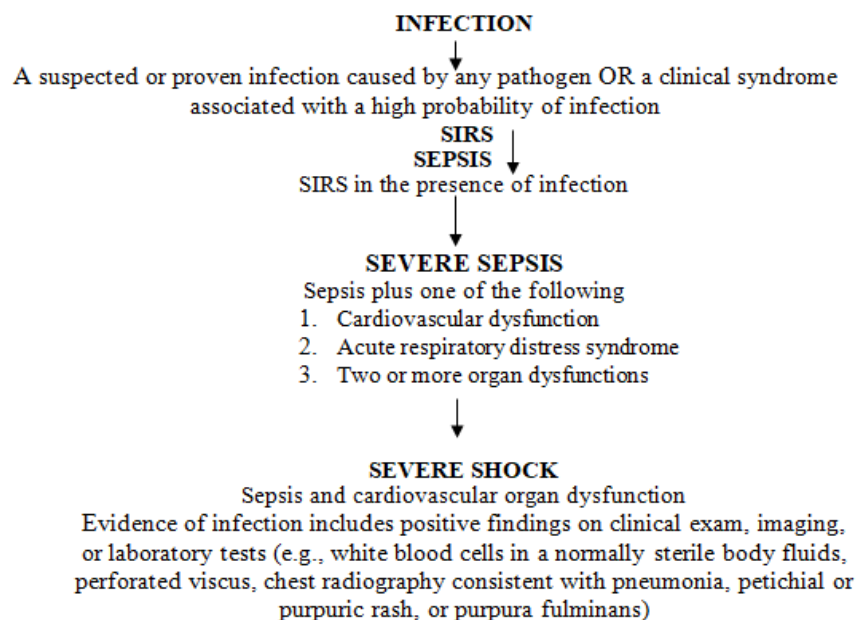 INFECTION
A suspected or proven infection caused by any pathogen OR a clinical syndrome
associated with a high probability of infection
SIRS
SEPSIS
SIRS in the presence of infection
SEVERE SEPSIS
Sepsis plus one of the following
1. Cardiovascular dysfunction
2. Acute respiratory distress syndrome
3. Two or more organ dysfunctions
SEVERE SHOCK
Sepsis and cardiovascular organ dysfunction
Evidence of infection includes positive findings on clinical exam, imaging,
or laboratory tests (e.g., white blood cells in a normally sterile body fluids,
perforated viscus, chest radiography consistent with pneumonia, petichial or
purpuric rash, or purpura fulminans)